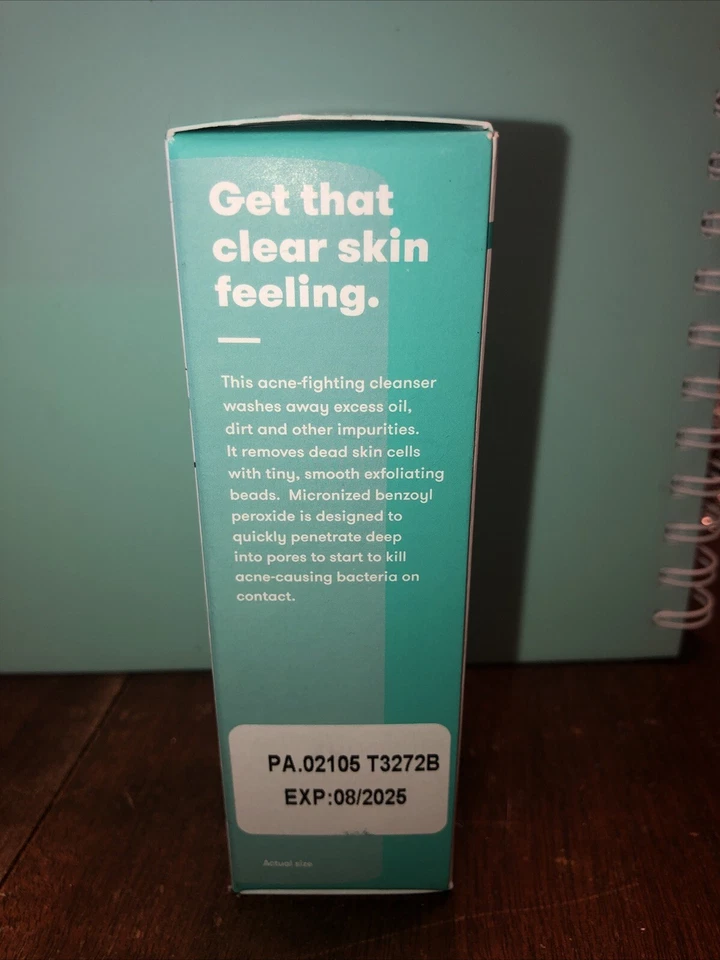 Get that
clear skin
feeling.
This acne-fighting cleanser
washes away excess oil,
dirt and other impurities.
It removes dead skin cells
with tiny, smooth exfoliating
beads. Micronized benzoyl
peroxide is designed to
quickly penetrate deep
into pores to start to kill
acne-causing bacteria on
contact.
PA.02105 T3272B
EXP:08/2025
Actual size